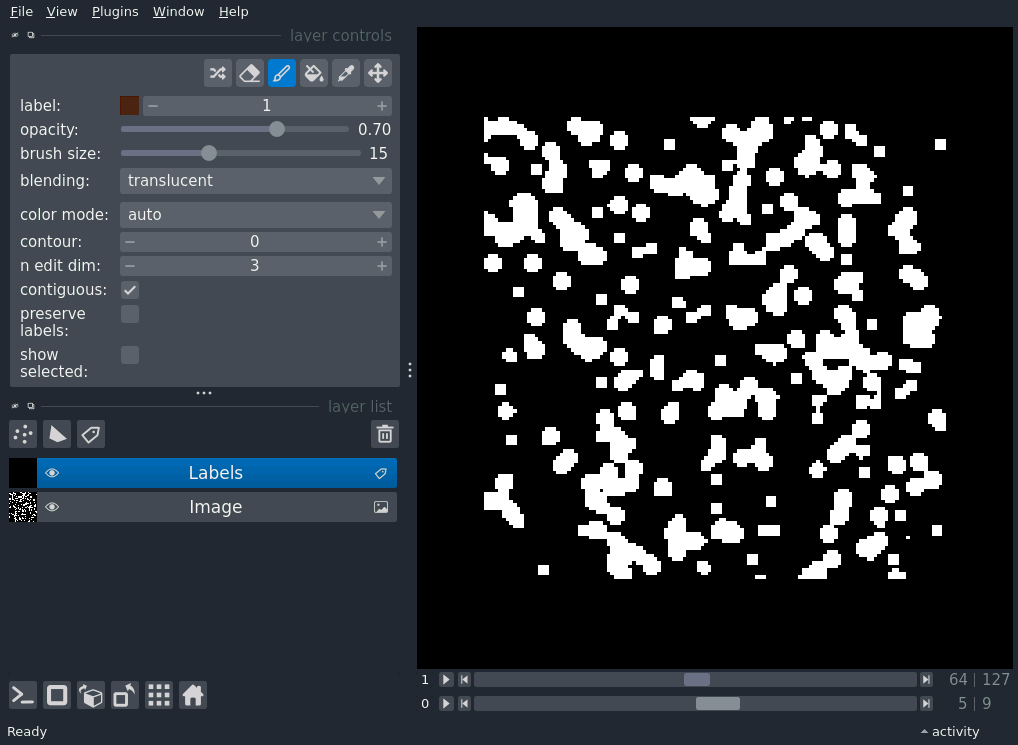 File View Plugins Window Help
layer controls
label: 1
opacity: 0.70
brush size: 15
blending: translucent
color mode: auto
contour: 0
n edit dim: 3
contiguous:
preserve
labels:
show
selected:
layer list
Labels
Image
1 64 | 127
0 5 | 9
Ready activity